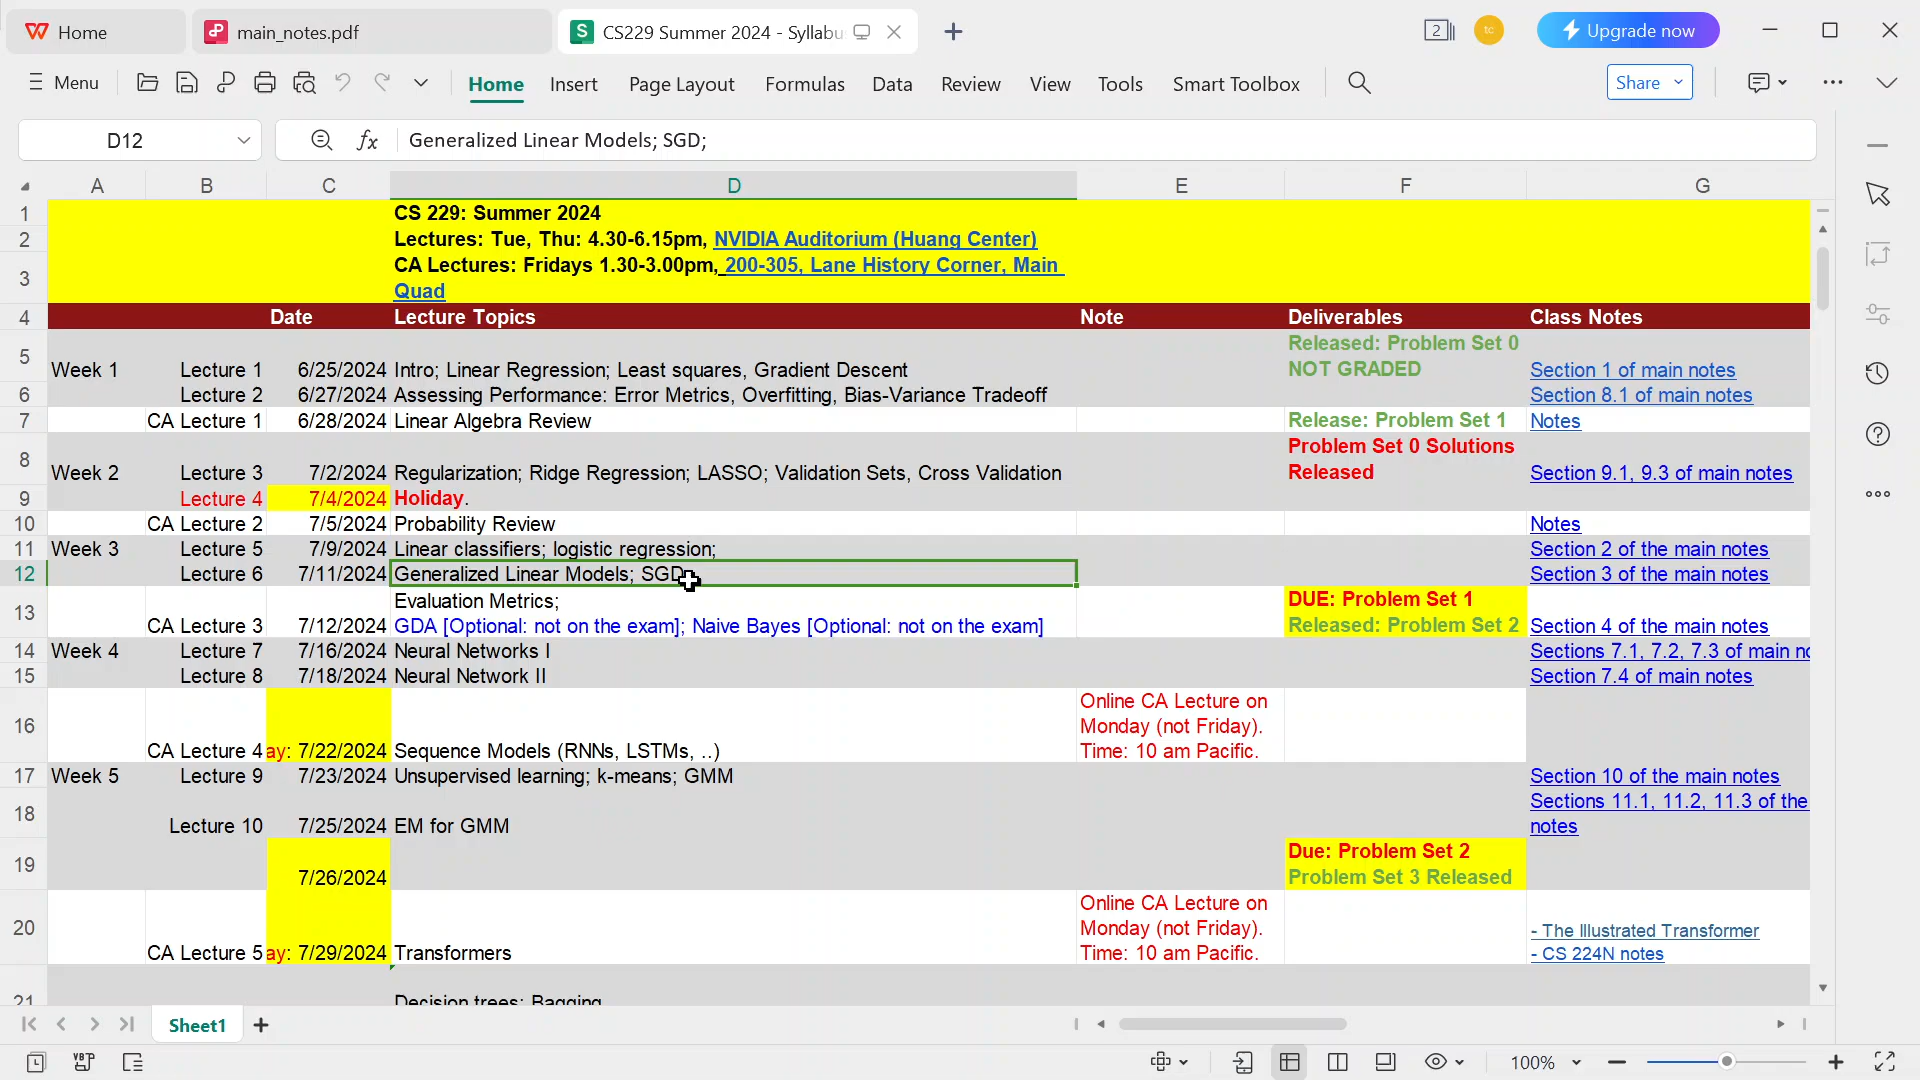 Home
main_notes.pdf
CS229 Summer 2024 - Syllabu
2
tc
Upgrade now
Menu
Home Insert Page Layout Formulas Data Review View Tools Smart Toolbox
Share
D12
fx
Generalized Linear Models; SGD;
A B C D E F G
1 CS 229: Summer 2024
2 Lectures: Tue, Thu: 4.30-6.15pm, NVIDIA Auditorium (Huang Center)
3 CA Lectures: Fridays 1.30-3.00pm, 200-305, Lane History Corner, Main
Quad
4 Date Lecture Topics Note Deliverables Class Notes
Released: Problem Set 0
5 Week 1 Lecture 1 6/25/2024 Intro; Linear Regression; Least squares, Gradient Descent NOT GRADED Section 1 of main notes
6 Lecture 2 6/27/2024 Assessing Performance: Error Metrics, Overfitting, Bias-Variance Tradeoff Section 8.1 of main notes
7 CA Lecture 1 6/28/2024 Linear Algebra Review Release: Problem Set 1 Notes
Problem Set 0 Solutions
8 Week 2 Lecture 3 7/2/2024 Regularization; Ridge Regression; LASSO; Validation Sets, Cross Validation Released Section 9.1, 9.3 of main notes
9 Lecture 4 7/4/2024 Holiday.
10 CA Lecture 2 7/5/2024 Probability Review Notes
11 Week 3 Lecture 5 7/9/2024 Linear classifiers; logistic regression; Section 2 of the main notes
12 Lecture 6 7/11/2024 Generalized Linear Models; SGD Section 3 of the main notes
Evaluation Metrics; DUE: Problem Set 1
13 CA Lecture 3 7/12/2024 GDA [Optional: not on the exam]; Naive Bayes [Optional: not on the exam] Released: Problem Set 2 Section 4 of the main notes
14 Week 4 Lecture 7 7/16/2024 Neural Networks I Sections 7.1, 7.2, 7.3 of main no
15 Lecture 8 7/18/2024 Neural Network II Section 7.4 of main notes
Online CA Lecture on
16 Monday (not Friday).
CA Lecture 4 ay: 7/22/2024 Sequence Models (RNNs, LSTMs, ..) Time: 10 am Pacific.
17 Week 5 Lecture 9 7/23/2024 Unsupervised learning; k-means; GMM Section 10 of the main notes
Sections 11.1, 11.2, 11.3 of the
18 Lecture 10 7/25/2024 EM for GMM notes
Due: Problem Set 2
19 7/26/2024 Problem Set 3 Released
Online CA Lecture on
20 Monday (not Friday). - The Illustrated Transformer
CA Lecture 5 ay: 7/29/2024 Transformers Time: 10 am Pacific. - CS 224N notes
21 Decision trees; Bagging
Sheet1
100%